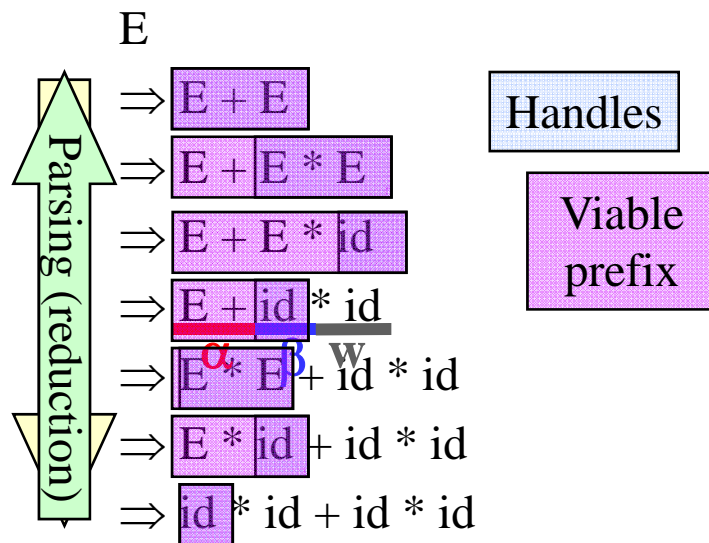 E
⇒ E + E
⇒ E + E * E
⇒ E + E * id
⇒ E + id * id
α β w
⇒ E * E + id * id
⇒ E * id + id * id
⇒ id * id + id * id
Parsing (reduction)
Handles
Viable
prefix